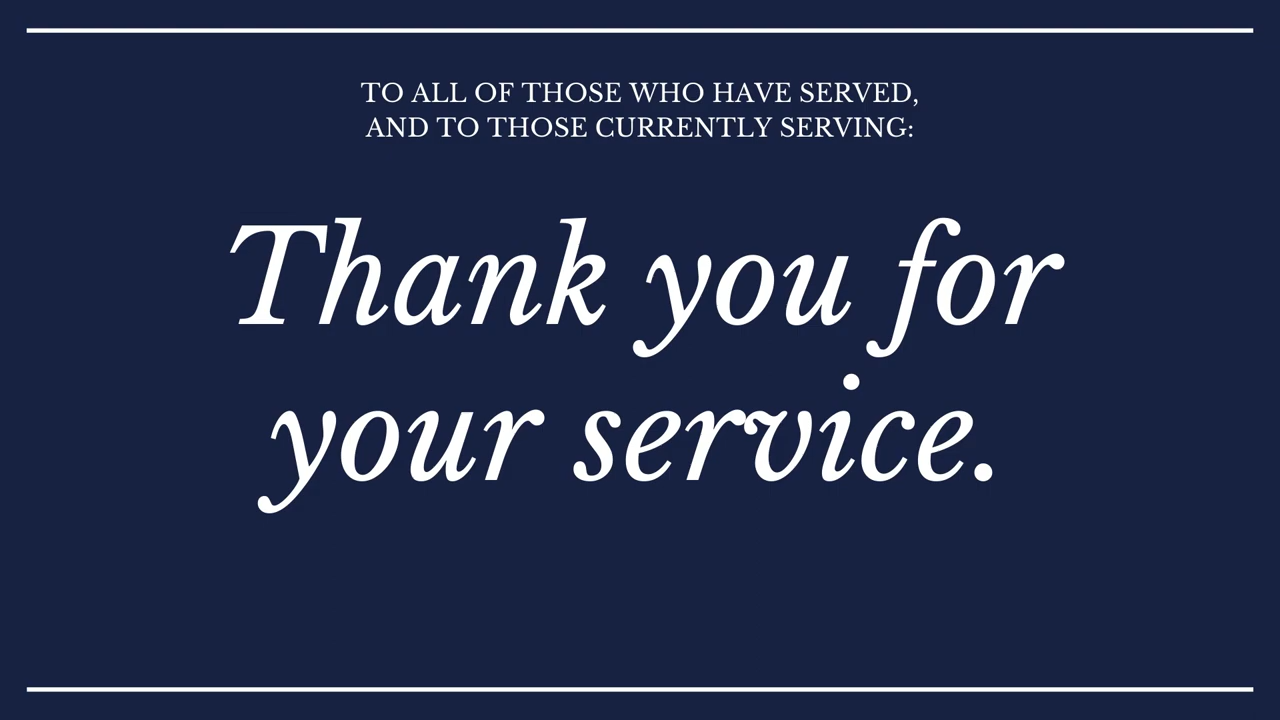 TO ALL OF THOSE WHO HAVE SERVED,
AND TO THOSE CURRENTLY SERVING:
Thank you for
your service.